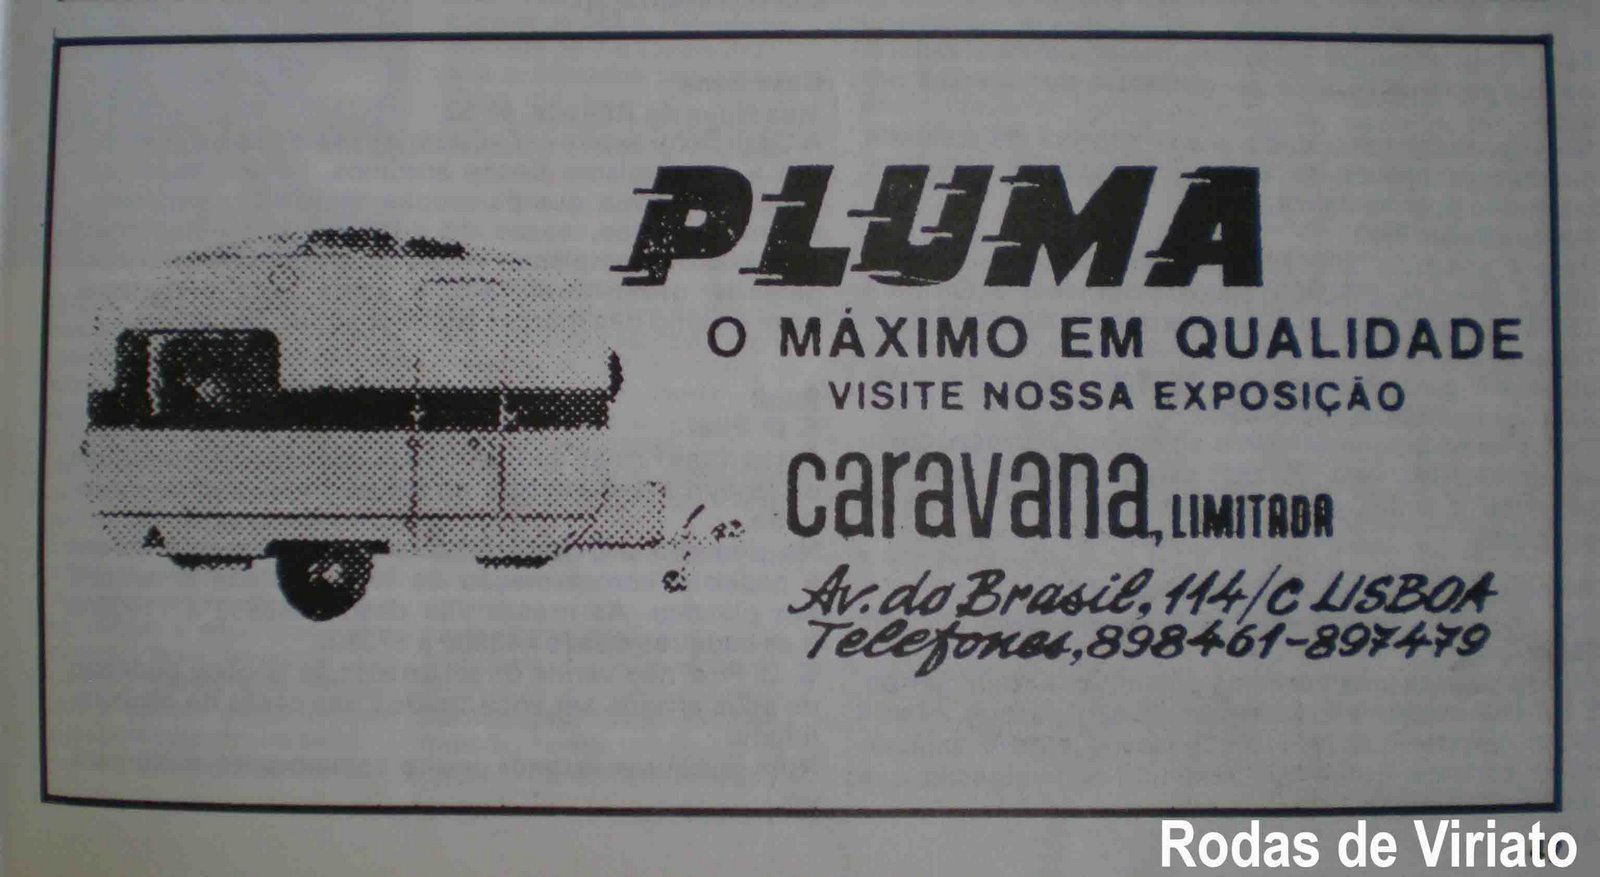 PLUMA
O MÁXIMO EM QUALIDADE
VISITE NOSSA EXPOSIÇÃO
caravana, LIMITADA
Av. do Brasil, 114/C LISBOA
Telefones, 898461-897479
Rodas de Viriato